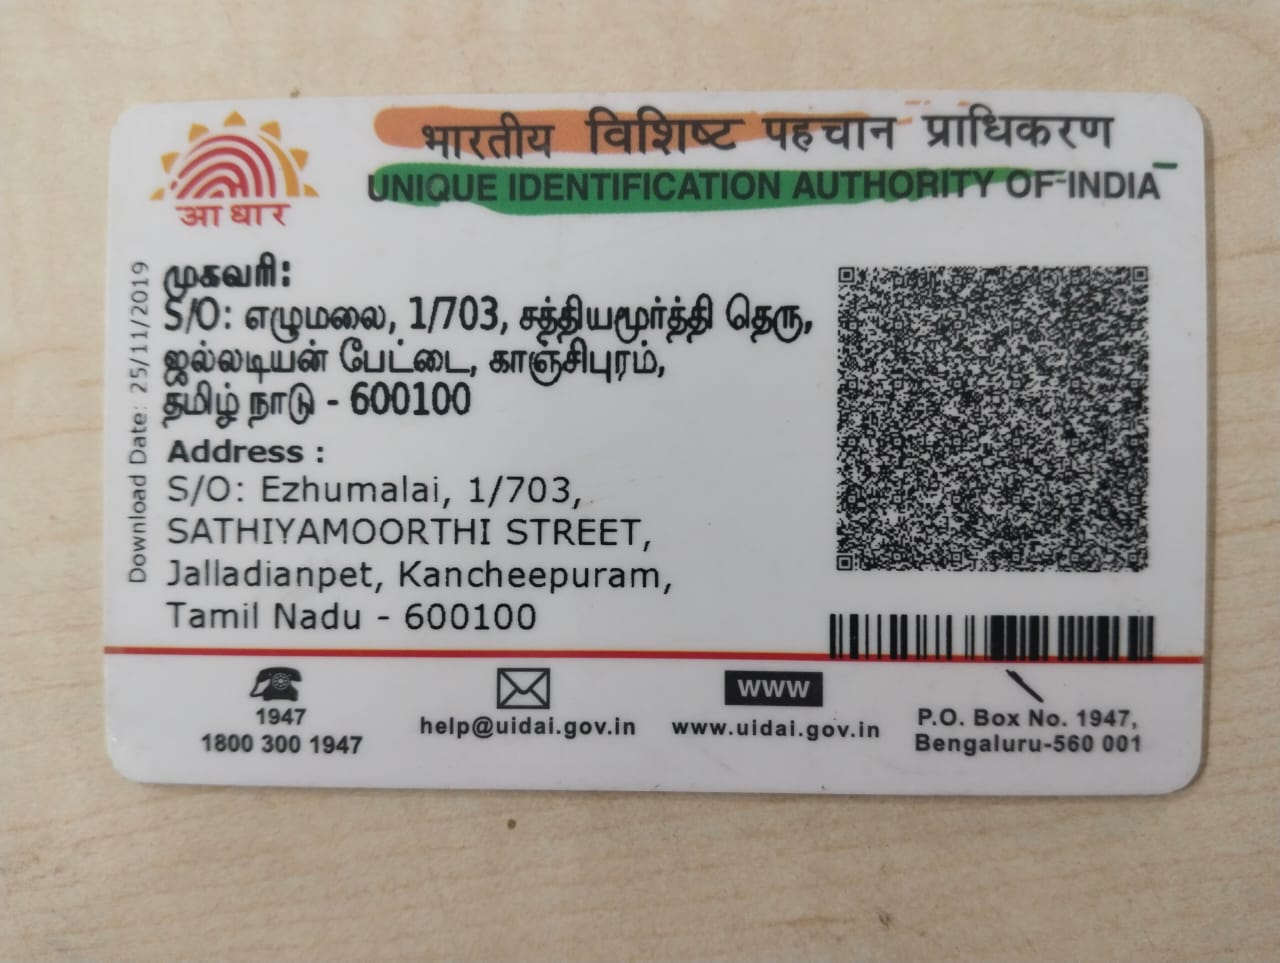 भारतीय विशिष्ट पहचान प्राधिकरण
UNIQUE IDENTIFICATION AUTHORITY OF INDIA
आधार
Download Date: 25/11/2019
முகவரி:
S/O: எழுமலை, 1/703, சத்தியமூர்த்தி தெரு,
ஜல்லடியன் பேட்டை, காஞ்சிபுரம்,
தமிழ் நாடு - 600100
Address :
S/O: Ezhumalai, 1/703,
SATHIYAMOORTHI STREET,
Jalladianpet, Kancheepuram,
Tamil Nadu - 600100
1947
1800 300 1947
help@uidai.gov.in
WWW
www.uidai.gov.in
P.O. Box No. 1947,
Bengaluru-560 001